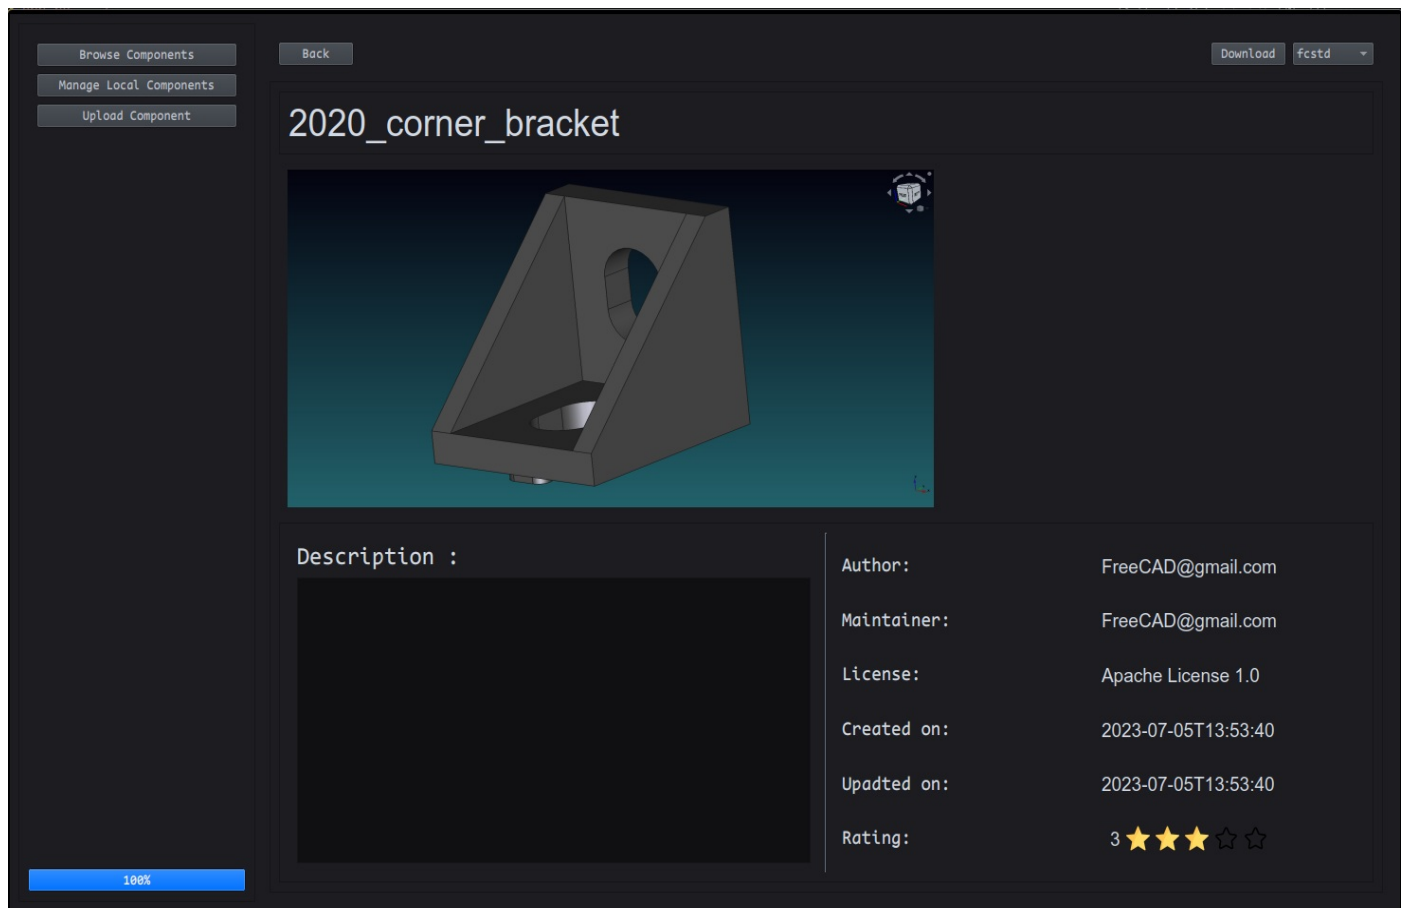 Browse Components
Manage Local Components
Upload Component
Back
Download
fcstd
2020_corner_bracket
Description :
Author: FreeCAD@gmail.com
Maintainer: FreeCAD@gmail.com
License: Apache License 1.0
Created on: 2023-07-05T13:53:40
Upadted on: 2023-07-05T13:53:40
Rating: 3
100%